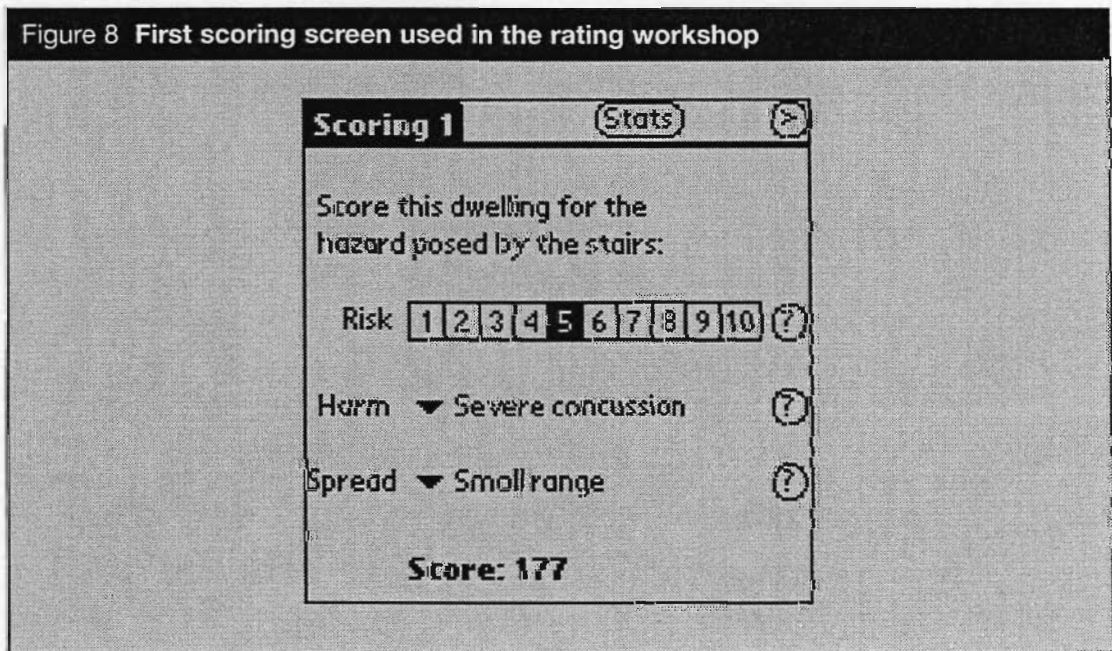 Figure 8 First scoring screen used in the rating workshop
Scoring 1 Stats >
Score this dwelling for the
hazard posed by the stairs:
Risk 1 2 3 4 5 6 7 8 9 10 ?
Harm Severe concussion ?
Spread Small range ?
Score: 177